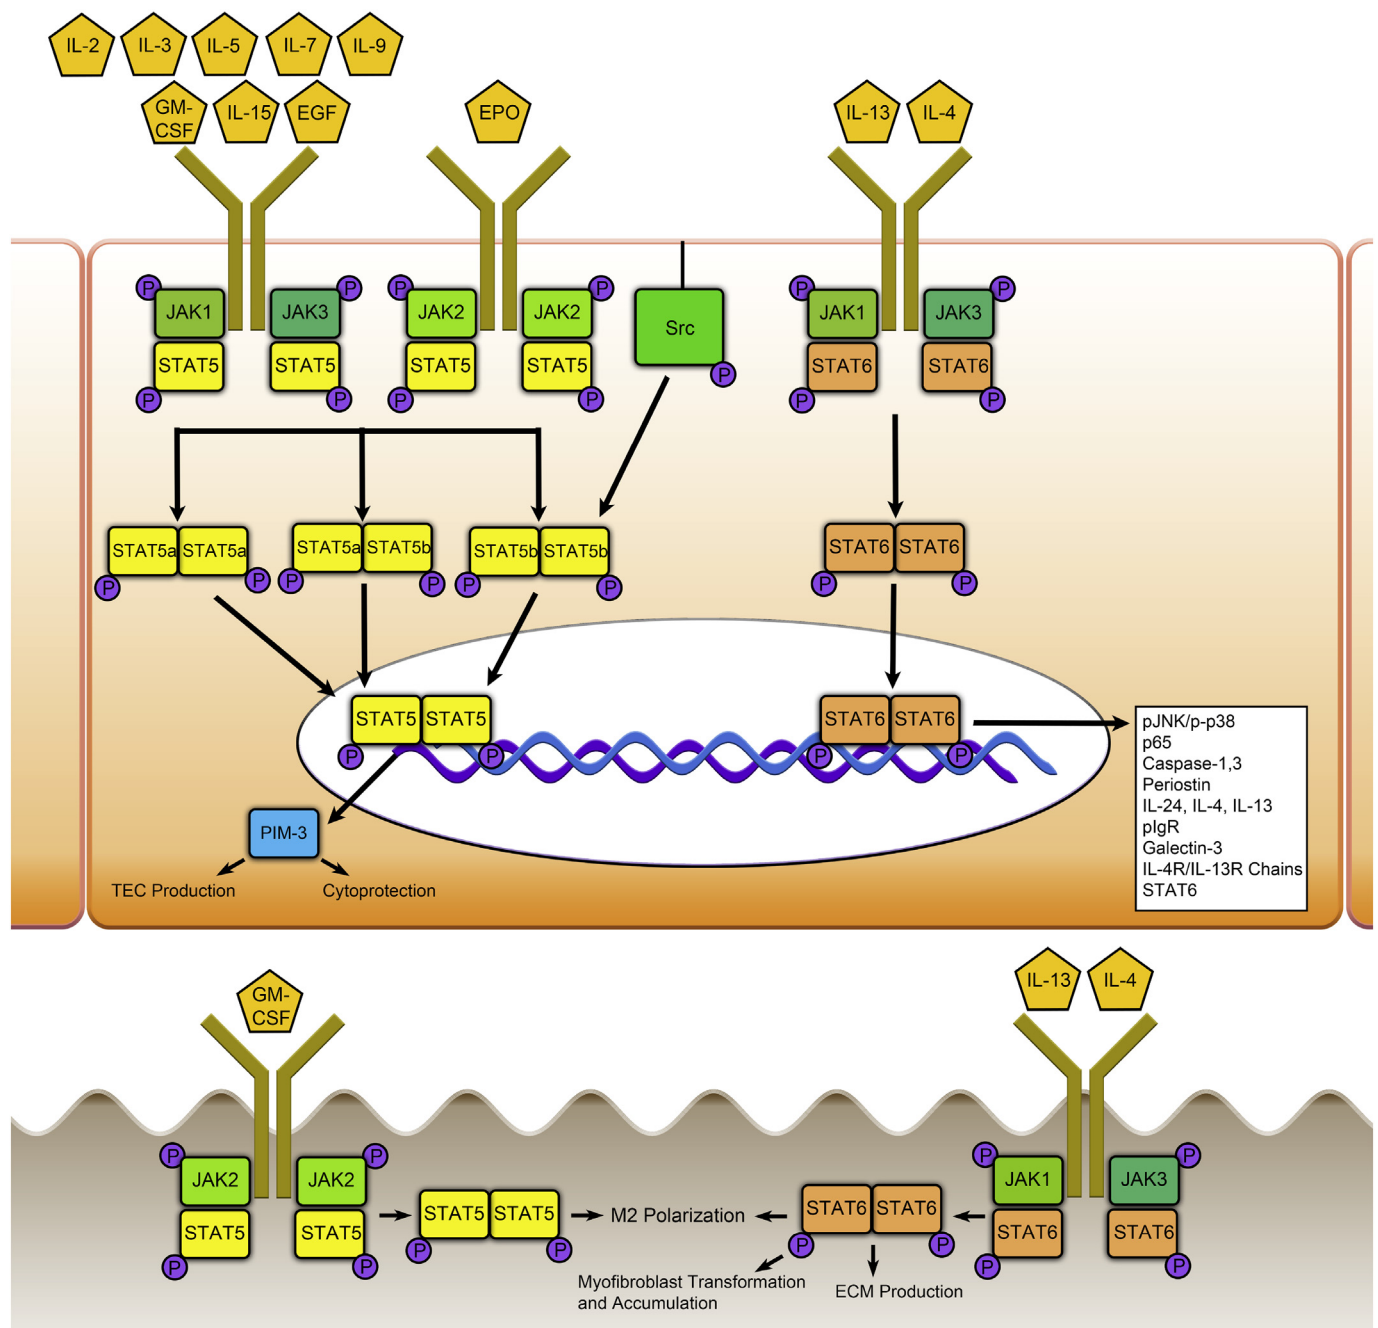 IL-2 IL-3 IL-5 IL-7 IL-9
GM-
CSF IL-15 EGF EPO IL-13 IL-4
P P P P P P
JAK1 JAK3 JAK2 JAK2 Src JAK1 JAK3
STAT5 STAT5 STAT5 STAT5 STAT6 STAT6
P P P P P P P
STAT5a STAT5a STAT5a STAT5b STAT5b STAT5b STAT6 STAT6
P P P P P P P P
STAT5 STAT5 STAT6 STAT6
P P P P
pJNK/p-p38
p65
Caspase-1,3
Periostin
IL-24, IL-4, IL-13
pIgR
Galectin-3
IL-4R/IL-13R Chains
STAT6
PIM-3
TEC Production Cytoprotection
GM-
CSF IL-13 IL-4
P P P P
JAK2 JAK2 JAK1 JAK3
STAT5 STAT5 STAT5 STAT5 M2 Polarization STAT6 STAT6 STAT6 STAT6
P P P P P P P P
Myofibroblast Transformation
and Accumulation
ECM Production